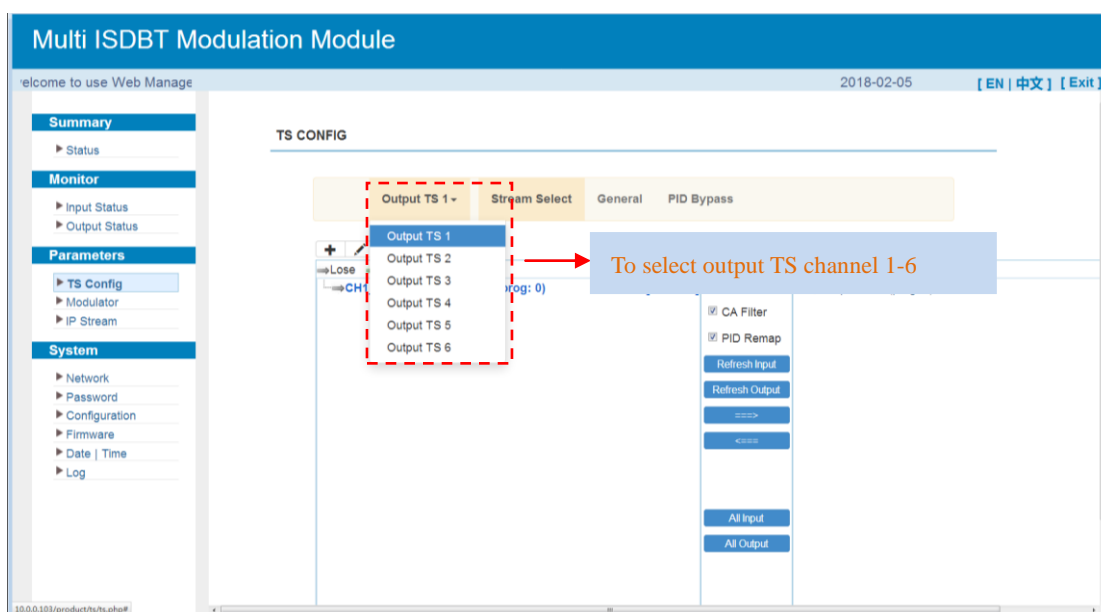 Multi ISDBT Modulation Module
elcome to use Web Manage
2018-02-05
[ EN | 中文 ] [ Exit ]
Summary
Status
Monitor
Input Status
Output Status
Parameters
TS Config
Modulator
IP Stream
System
Network
Password
Configuration
Firmware
Date | Time
Log
TS CONFIG
Output TS 1
Stream Select
General
PID Bypass
Output TS 1
Output TS 2
Output TS 3
Output TS 4
Output TS 5
Output TS 6
To select output TS channel 1-6
Lose
CH1
prog: 0)
CA Filter
PID Remap
Refresh Input
Refresh Output
===>
<===
All Input
All Output
10.0.0.103/product/ts/ts.php#